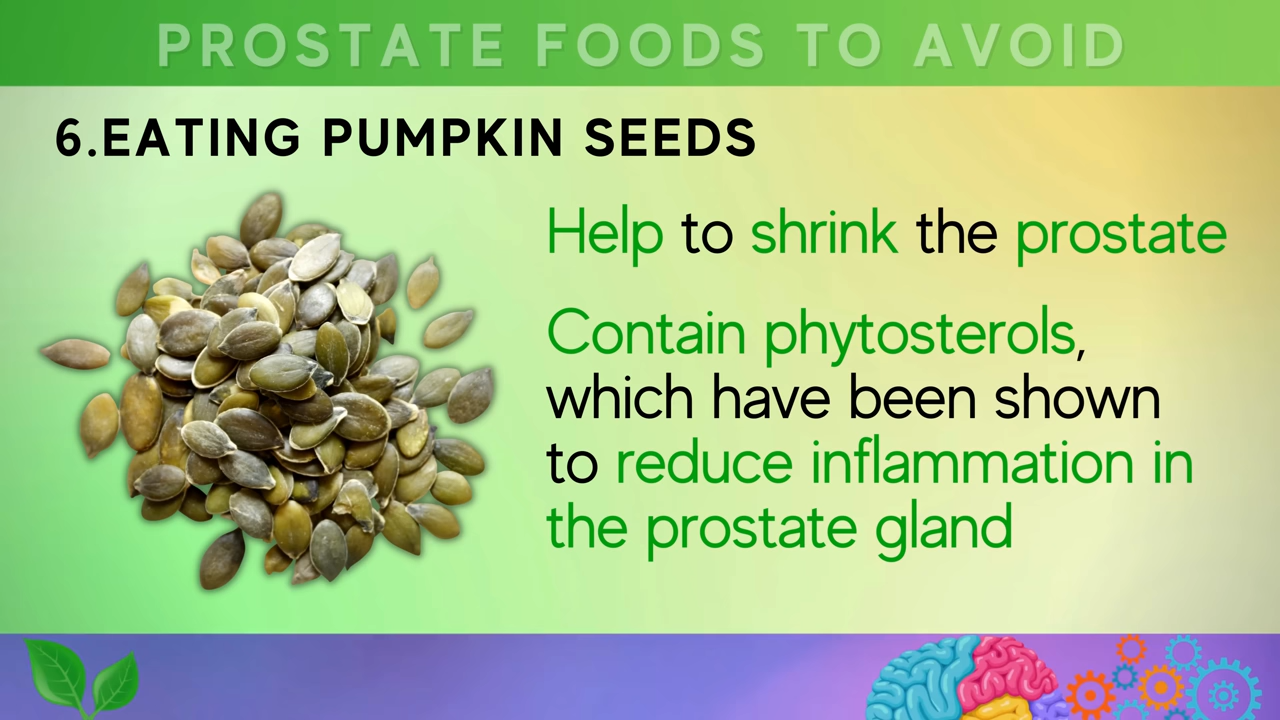 PROSTATE FOODS TO AVOID
6.EATING PUMPKIN SEEDS
Help to shrink the prostate
Contain phytosterols,
which have been shown
to reduce inflammation in
the prostate gland